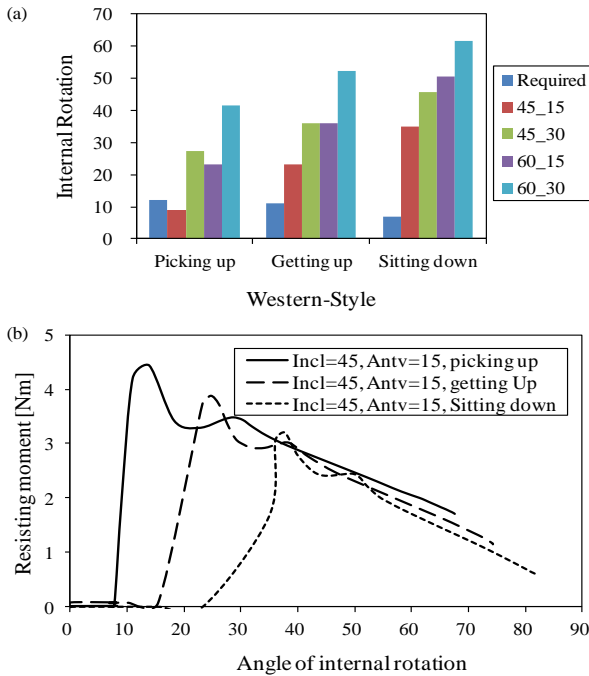 (a)
70
60
50
40
30
20
10
0
Internal Rotation
Picking up
Getting up
Sitting down
Western-Style
Required
45_15
45_30
60_15
60_30
(b)
5
4
3
2
1
0
Resisting moment [Nm]
Incl=45, Antv=15, picking up
Incl=45, Antv=15, getting Up
Incl=45, Antv=15, Sitting down
0 10 20 30 40 50 60 70 80 90
Angle of internal rotation